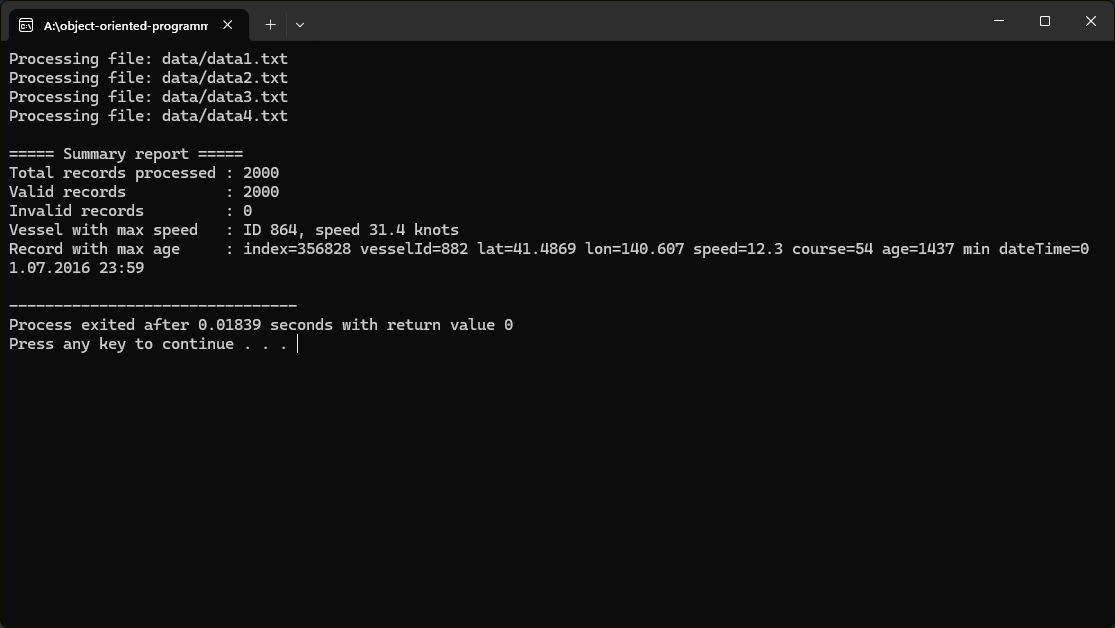 A:\object-oriented-programm
Processing file: data/data1.txt
Processing file: data/data2.txt
Processing file: data/data3.txt
Processing file: data/data4.txt
===== Summary report =====
Total records processed : 2000
Valid records           : 2000
Invalid records         : 0
Vessel with max speed   : ID 864, speed 31.4 knots
Record with max age     : index=356828 vesselId=882 lat=41.4869 lon=140.607 speed=12.3 course=54 age=1437 min dateTime=0
1.07.2016 23:59
--------------------------------
Process exited after 0.01839 seconds with return value 0
Press any key to continue . . .